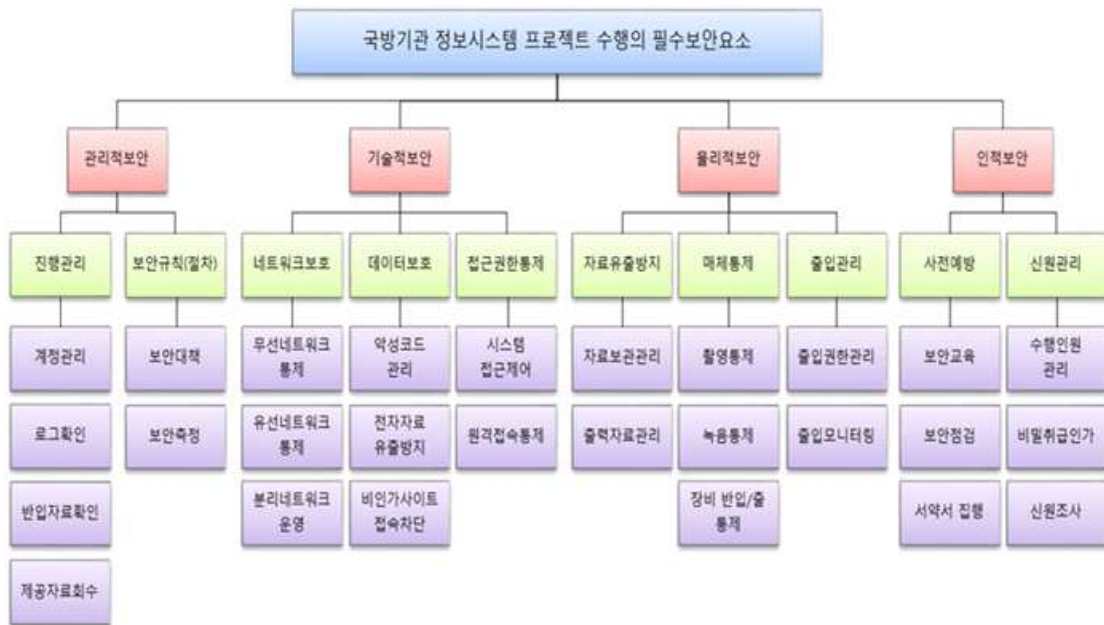 국방기관 정보시스템 프로젝트 수행의 필수보안요소
관리적보안
기술적보안
물리적보안
인적보안
진행관리
보안규칙(절차)
네트워크보호
데이터보호
접근권한통제
자료유출방지
매체통제
출입관리
사전예방
신원관리
계정관리
보안대책
무선네트워크
통제
악성코드
관리
시스템
접근제어
자료보관관리
촬영통제
출입권한관리
보안교육
수행인원
관리
로그확인
보안측정
유선네트워크
통제
전자자료
유출방지
원격접속통제
출력자료관리
녹음통제
출입모니터링
보안점검
비밀취급인가
반입자료확인
분리네트워크
운영
비인가사이트
접속차단
장비 반입/출
통제
서약서 집행
신원조사
제공자료회수